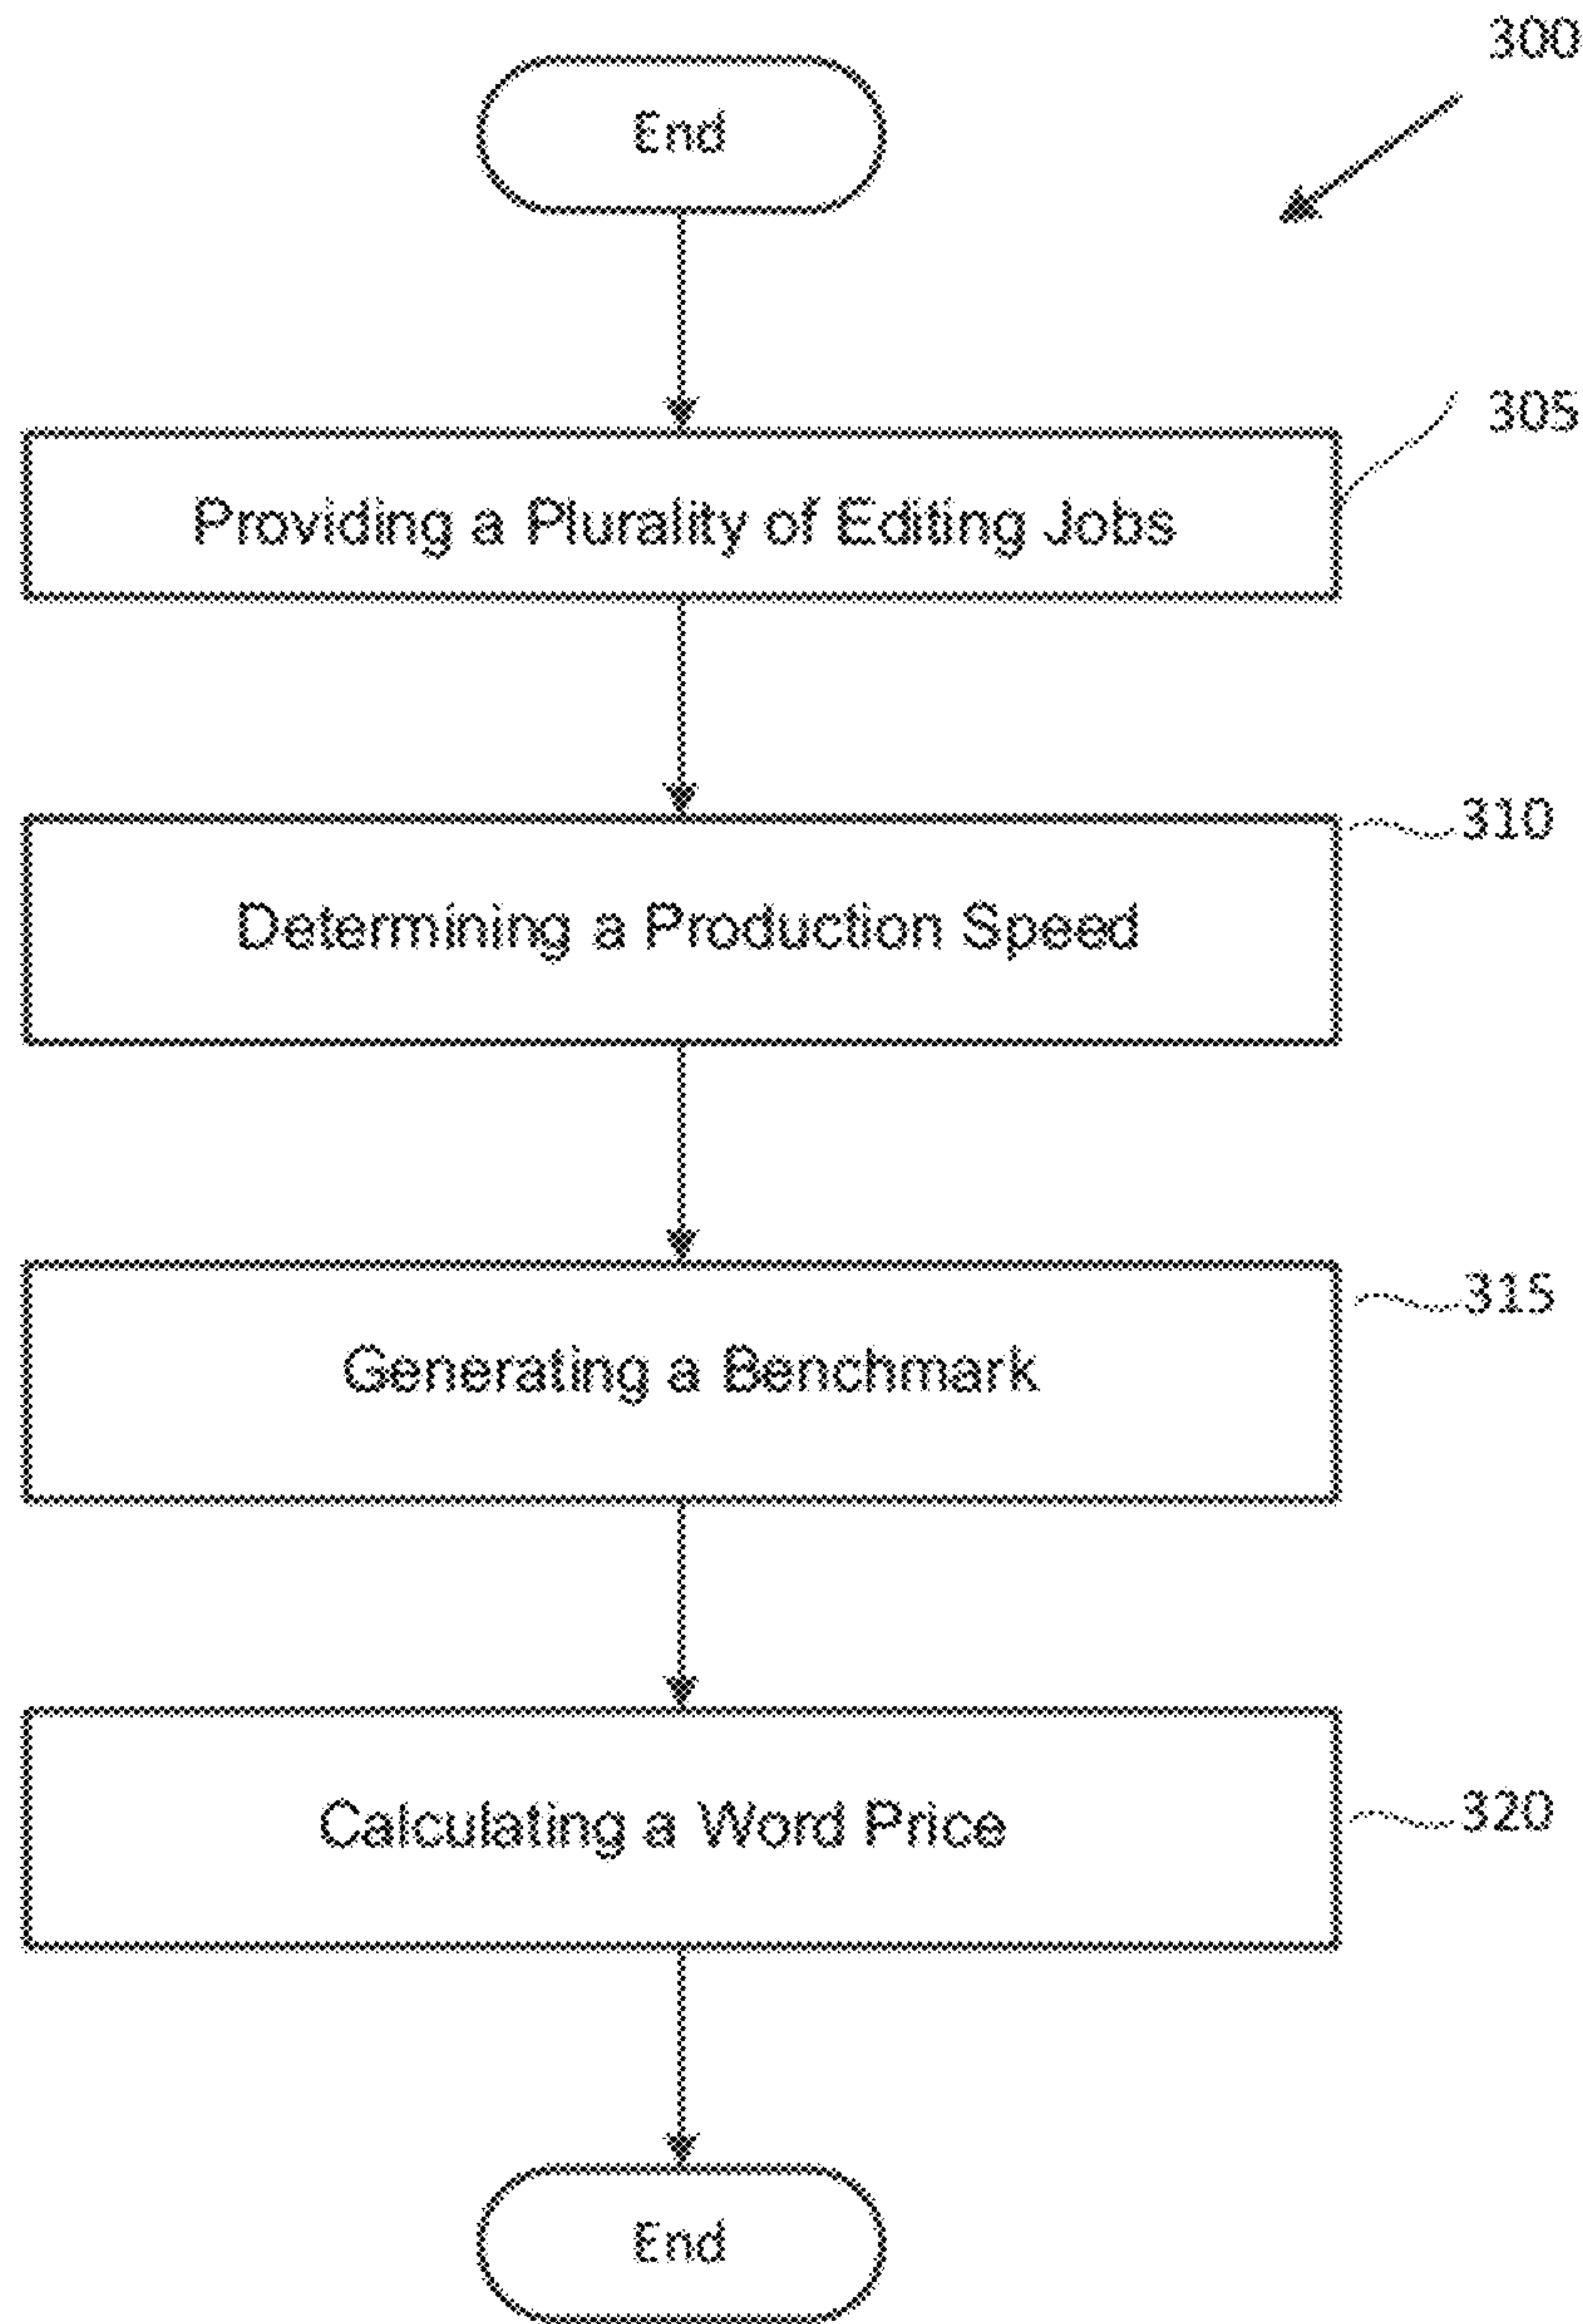 300
End
305
Providing a Plurality of Editing Jobs
310
Determining a Production Speed
315
Generating a Benchmark
320
Calculating a Word Price
End